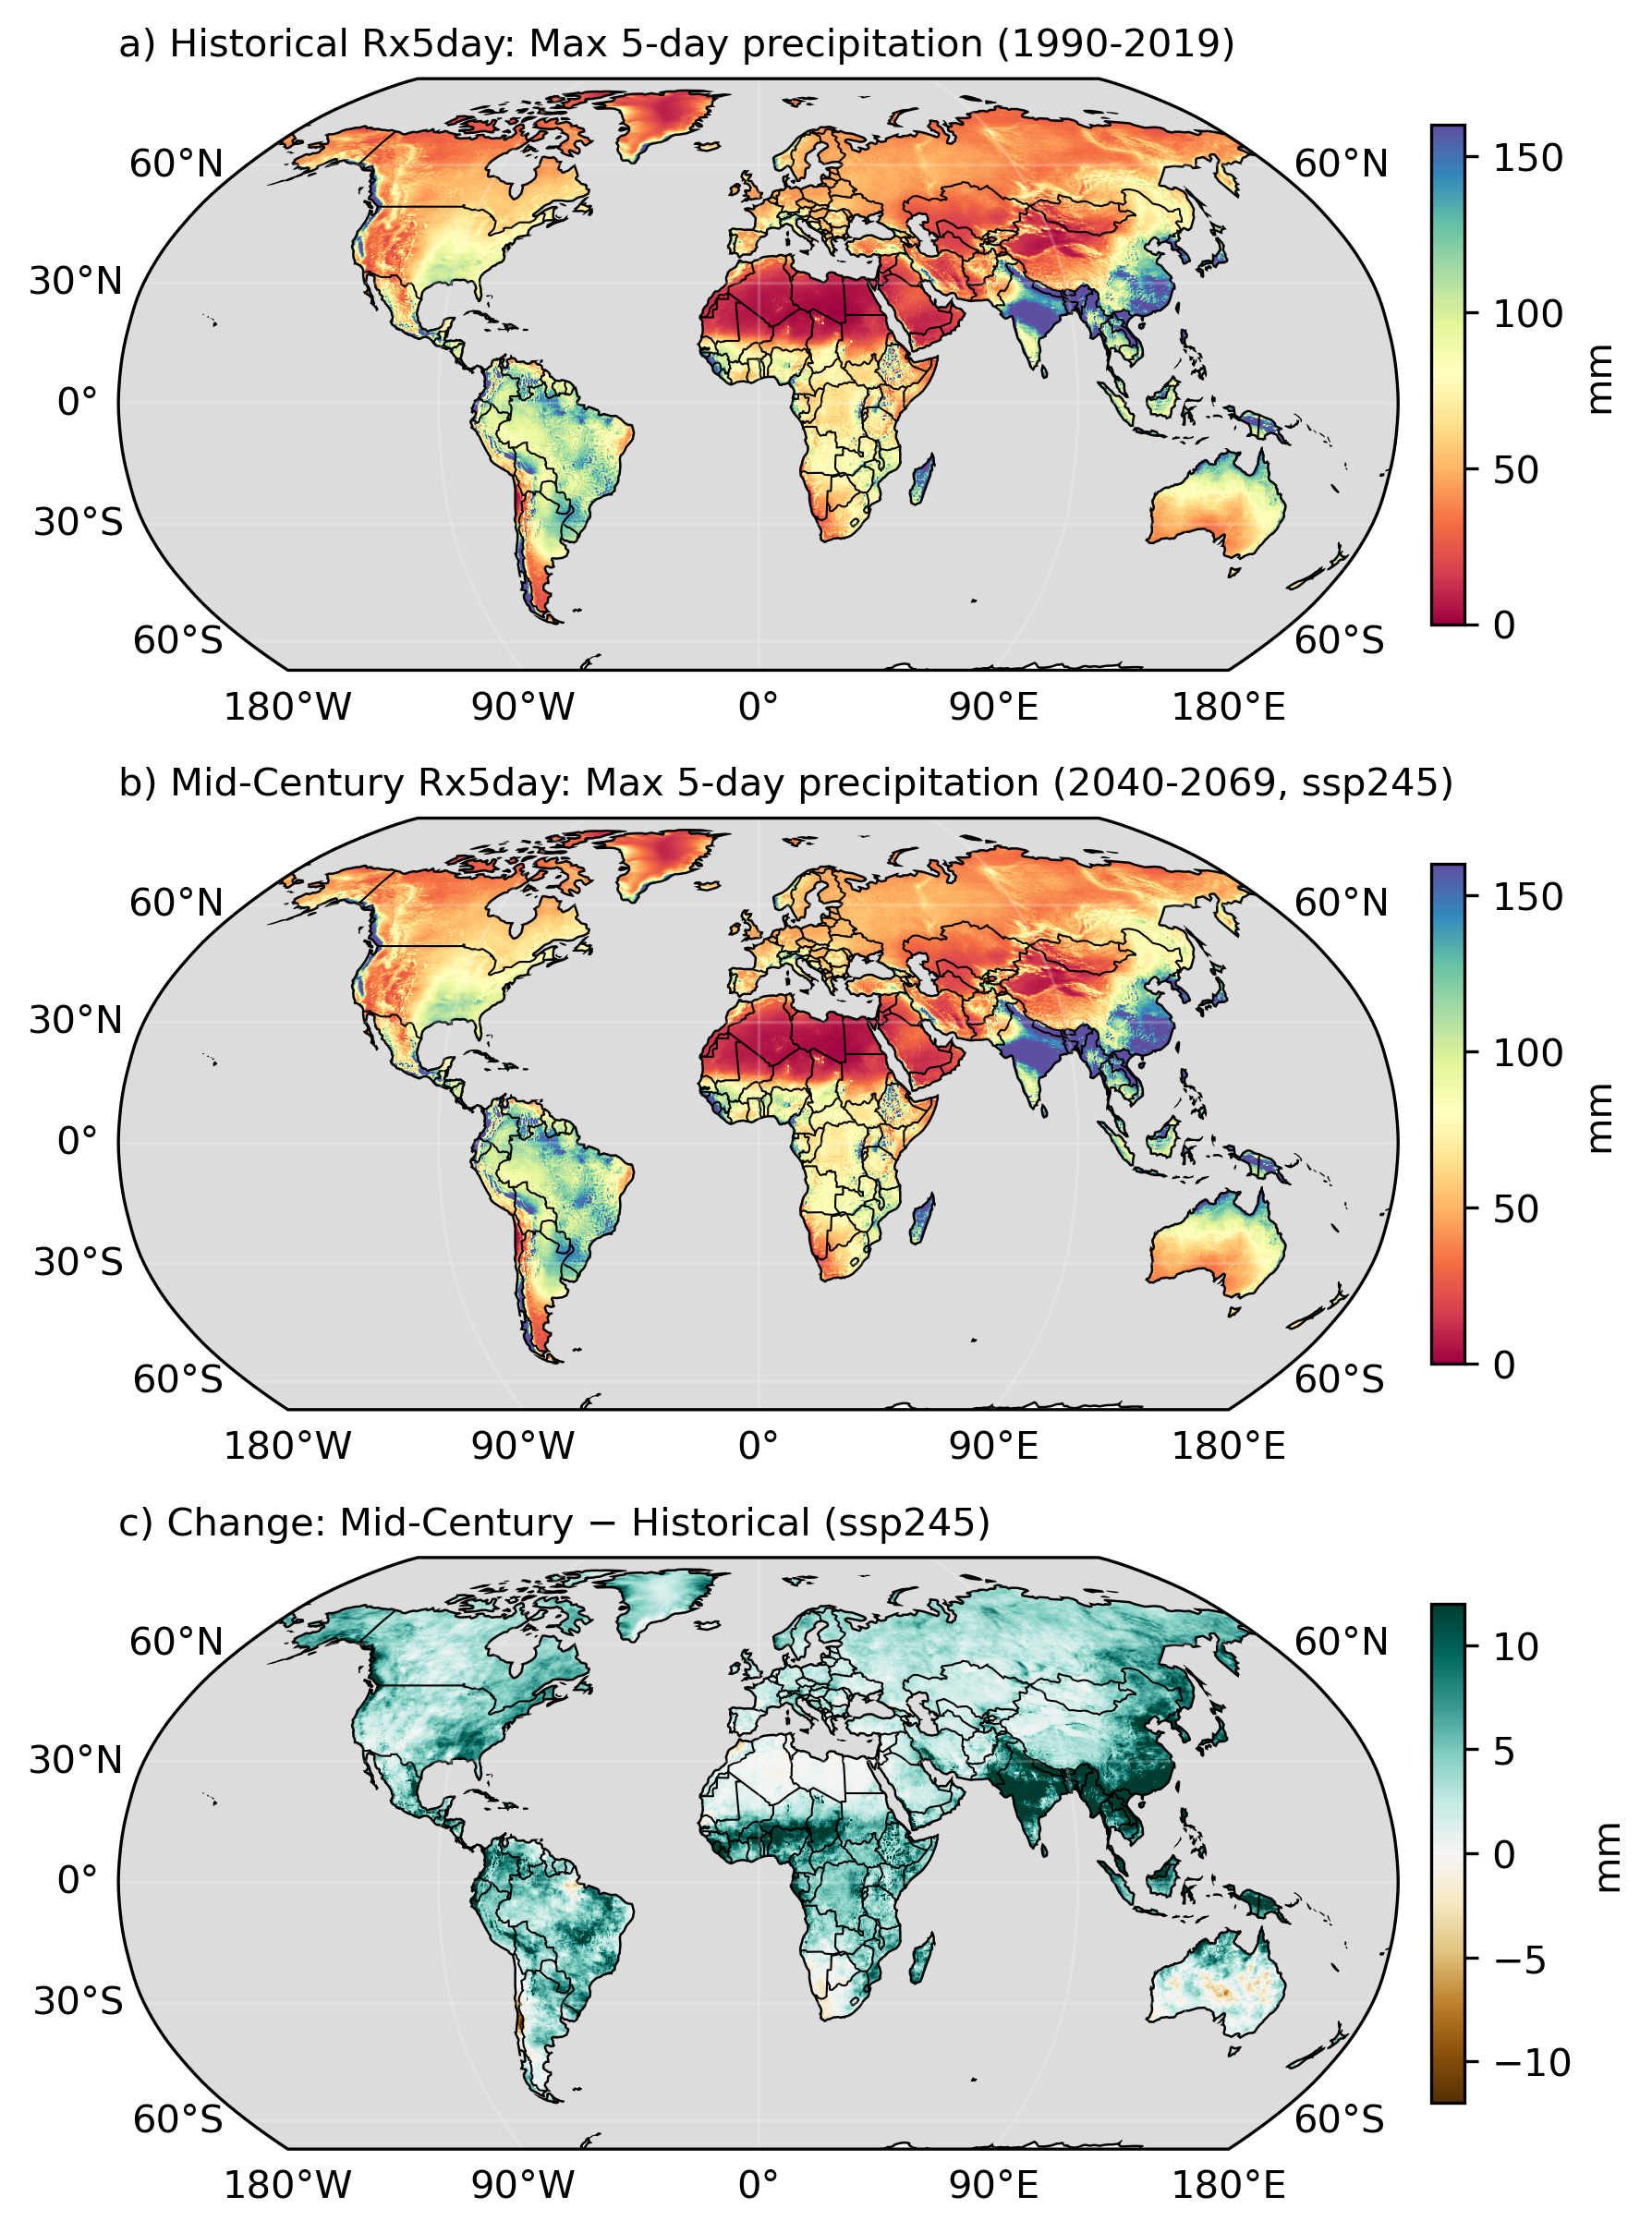 a) Historical Rx5day: Max 5-day precipitation (1990-2019)
60°N 60°N
30°N
0°
30°S
60°S 60°S
180°W 90°W 0° 90°E 180°E
150
100
50
0
mm
b) Mid-Century Rx5day: Max 5-day precipitation (2040-2069, ssp245)
60°N 60°N
30°N
0°
30°S
60°S 60°S
180°W 90°W 0° 90°E 180°E
150
100
50
0
mm
c) Change: Mid-Century − Historical (ssp245)
60°N 60°N
30°N
0°
30°S
60°S 60°S
180°W 90°W 0° 90°E 180°E
10
5
0
−5
−10
mm